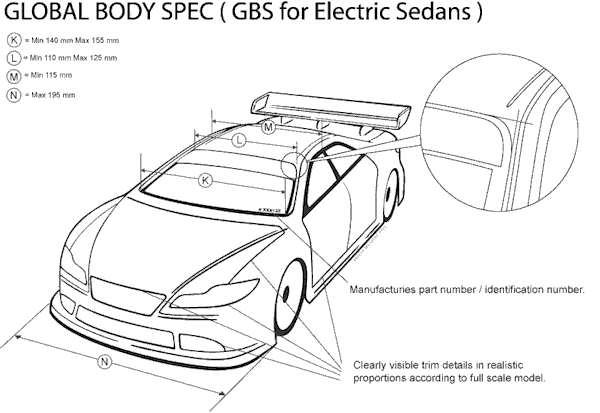 GLOBAL BODY SPEC ( GBS for Electric Sedans )
K = Min 140 mm Max 155 mm
L = Min 110 mm Max 125 mm
M = Min 115 mm
N = Max 195 mm
M
L
K
Manufacturies part number / identification number.
Clearly visible trim details in realistic
proportions according to full scale model.
N